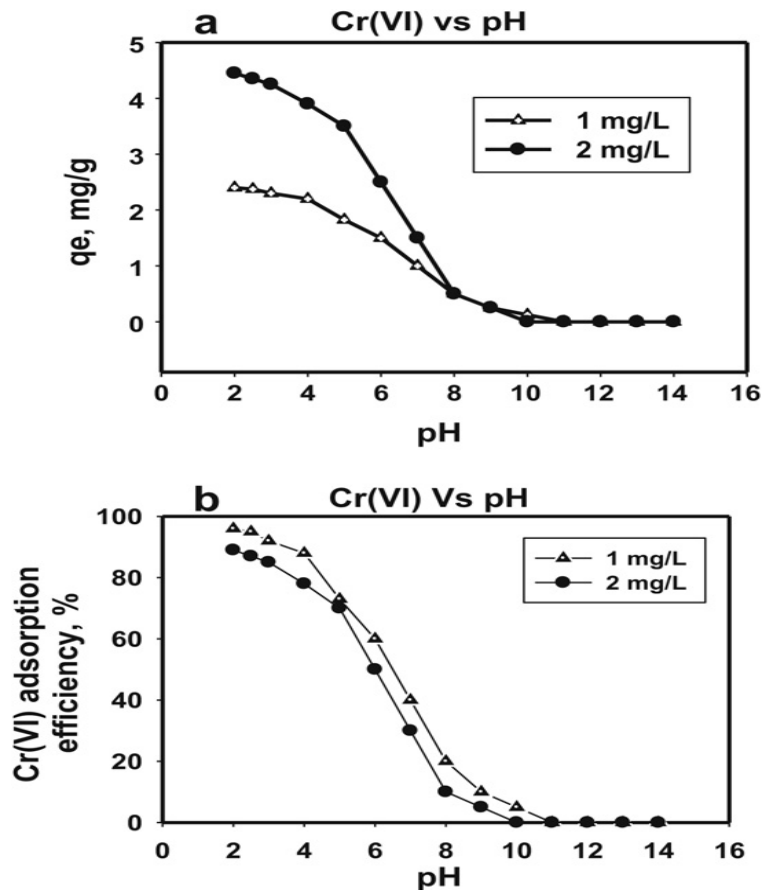 a
Cr(VI) vs pH
5
4
3
2
1
0
qe, mg/g
1 mg/L
2 mg/L
0 2 4 6 8 10 12 14 16
pH
b
Cr(VI) Vs pH
100
80
60
40
20
0
Cr(VI) adsorption
efficiency, %
1 mg/L
2 mg/L
0 2 4 6 8 10 12 14 16
pH